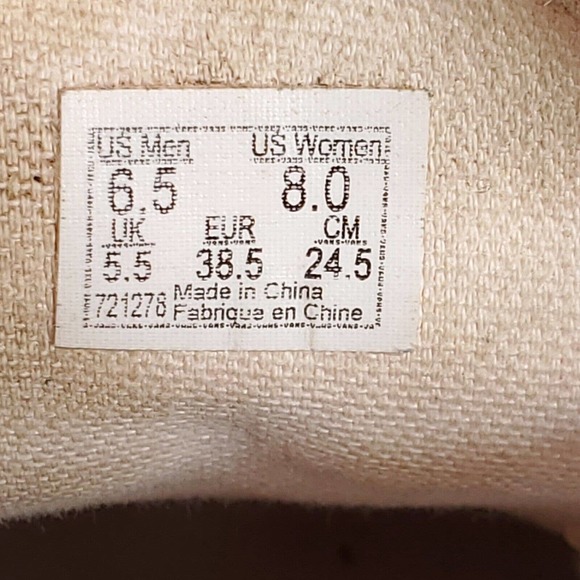 US Men US Women
6.5 8.0
UK EUR CM
5.5 38.5 24.5
721278 Made in China
Fabrique en Chine